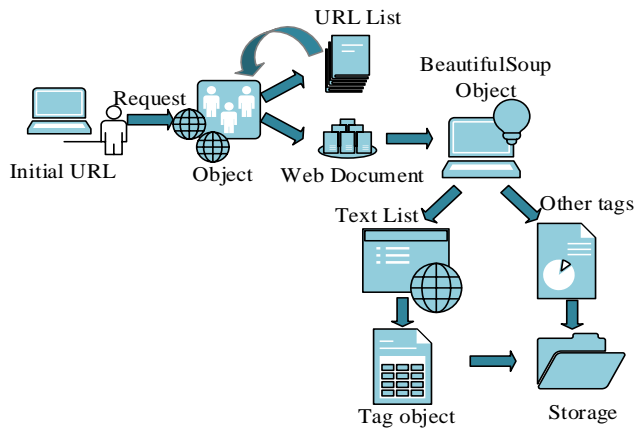 URL List
BeautifulSoup
Object
Request
Initial URL
Object
Web Document
Text List
Other tags
Tag object
Storage